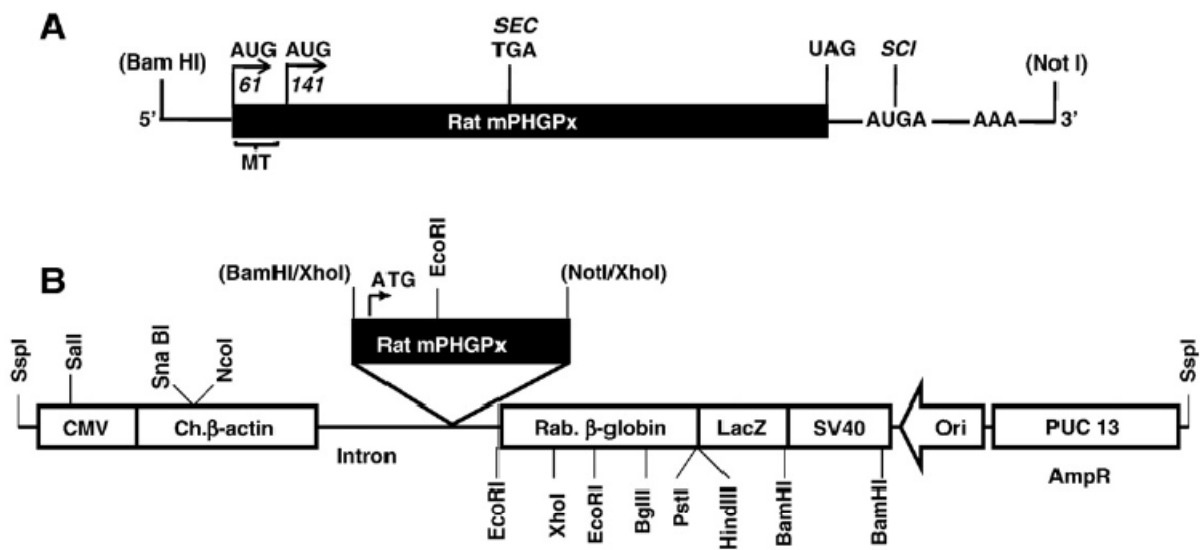 A
SEC
(Bam HI) AUG AUG TGA UAG SCI (Not I)
61 141
5’ Rat mPHGPx AUGA AAA 3’
MT
B
(BamHI/XhoI) ATG EcoRI (NotI/XhoI)
Rat mPHGPx
SspI SalI Sna BI NcoI SspI
CMV Ch.β-actin Rab. β-globin LacZ SV40 Ori PUC 13
Intron AmpR
EcoRI XhoI EcoRI BglII PstI HindIII BamHI BamHI